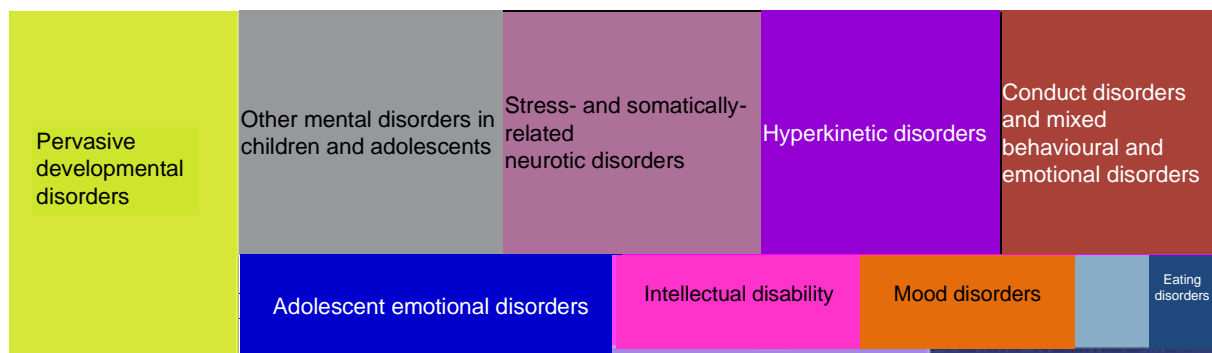 Pervasive
developmental
disorders
Other mental disorders in
children and adolescents
Stress- and somatically-
related
neurotic disorders
Hyperkinetic disorders
Conduct disorders
and mixed
behavioural and
emotional disorders
Adolescent emotional disorders
Intellectual disability
Mood disorders
Eating
disorders